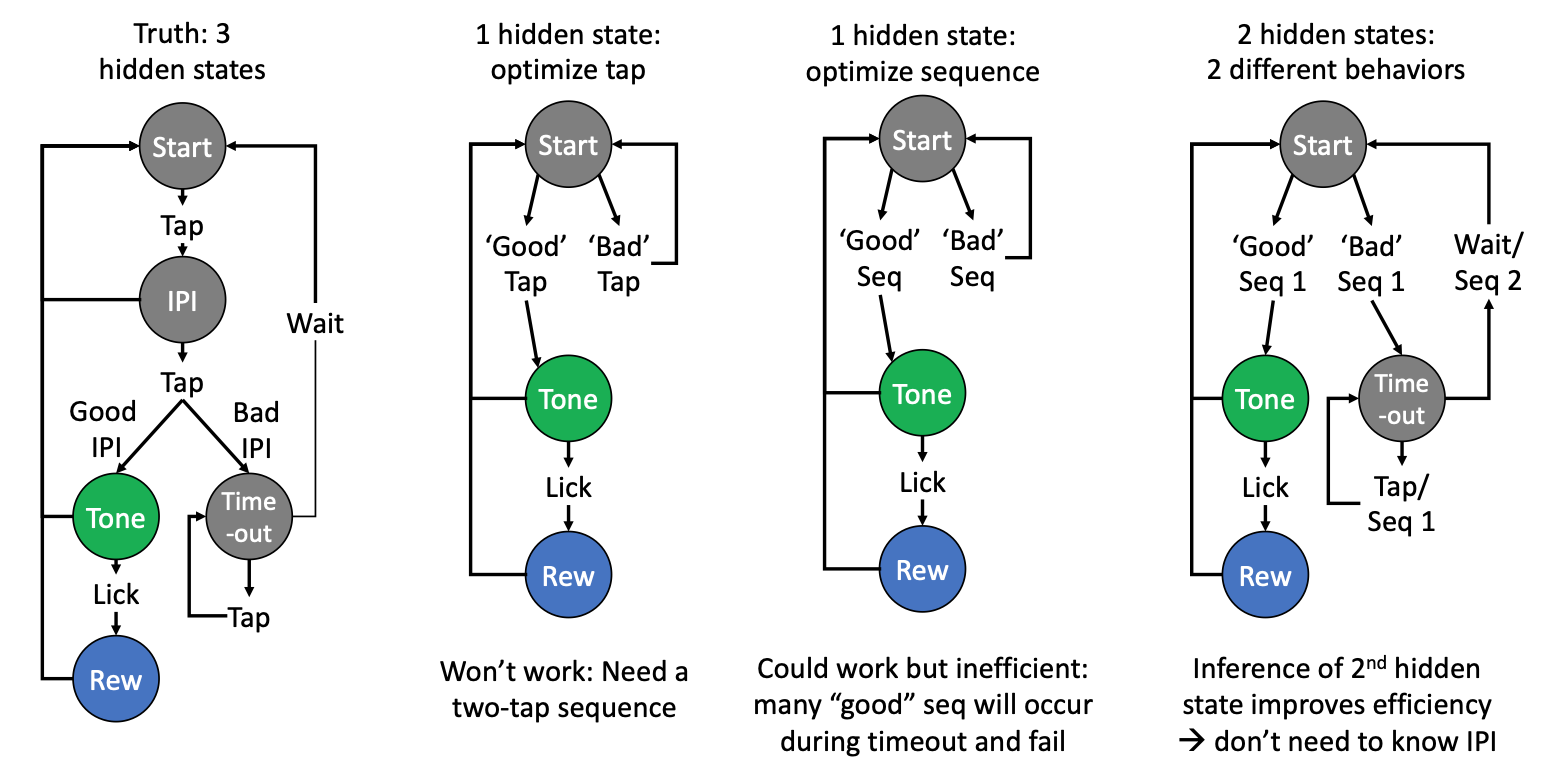 Truth: 3
hidden states
Start
Tap
IPI
Wait
Tap
Good
IPI
Bad
IPI
Tone
Time
-out
Lick
Tap
Rew
1 hidden state:
optimize tap
Start
‘Good’
Tap
‘Bad’
Tap
Tone
Lick
Rew
Won’t work: Need a
two-tap sequence
1 hidden state:
optimize sequence
Start
‘Good’
Seq
‘Bad’
Seq
Tone
Lick
Rew
Could work but inefficient:
many “good” seq will occur
during timeout and fail
2 hidden states:
2 different behaviors
Start
‘Good’
Seq 1
‘Bad’
Seq 1
Wait/
Seq 2
Tone
Time
-out
Lick
Tap/
Seq 1
Rew
Inference of 2nd hidden
state improves efficiency
→ don’t need to know IPI